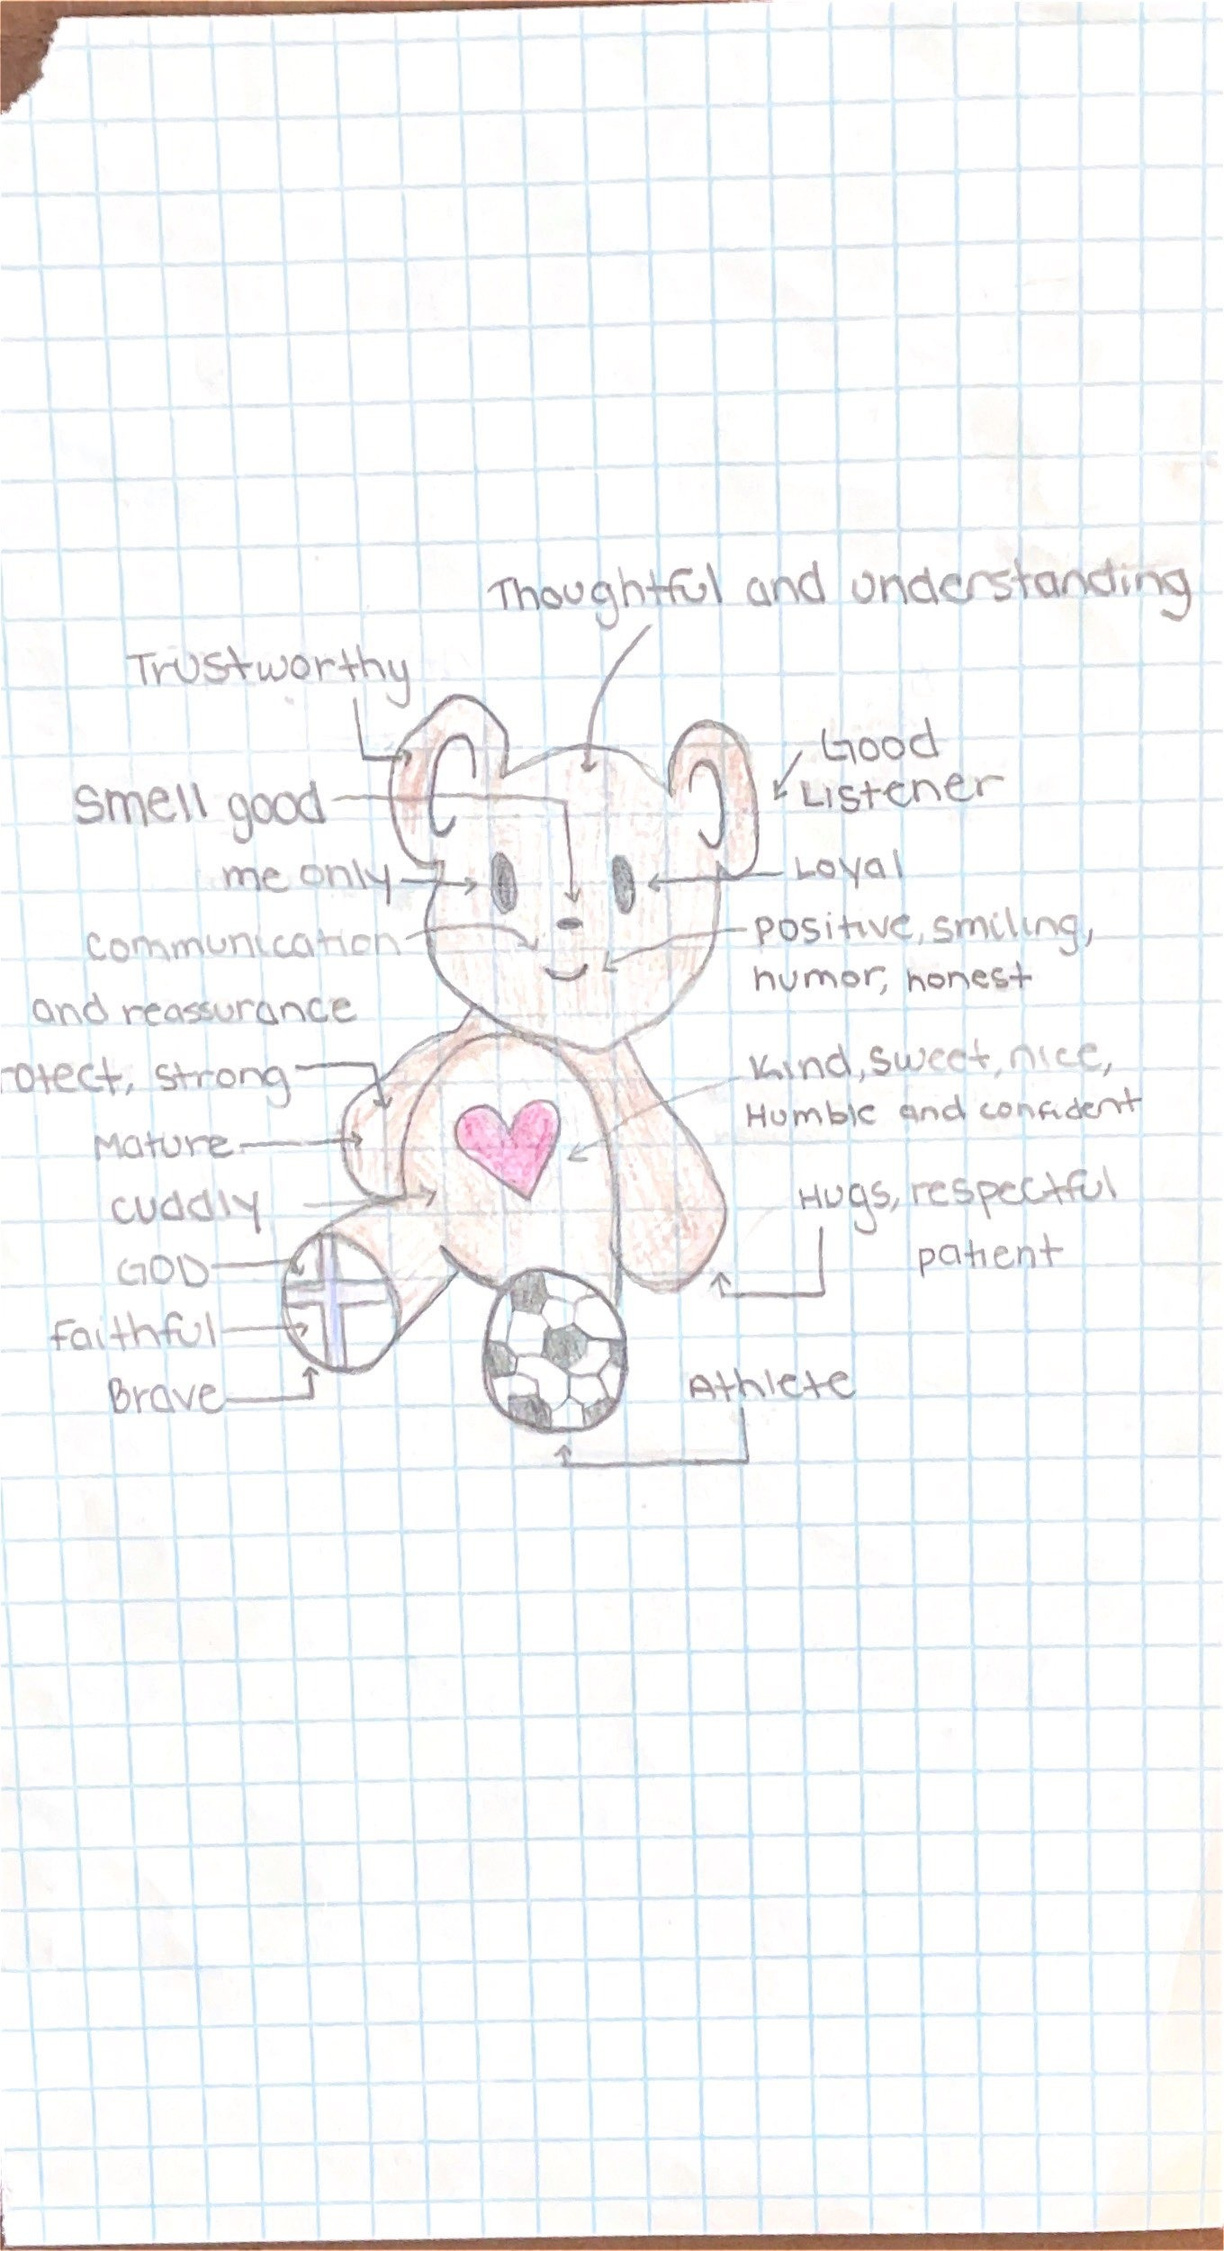 Thoughtful and understanding
Trustworthy
Good
Listener
Smell good
me only
Loyal
communication
and reassurance
positive, smiling,
humor, honest
strong
Kind, sweet, nice,
Humble and confident
Mature
cuddly
Hugs, respectful
patient
GOD
Faithful
Brave
Athlete